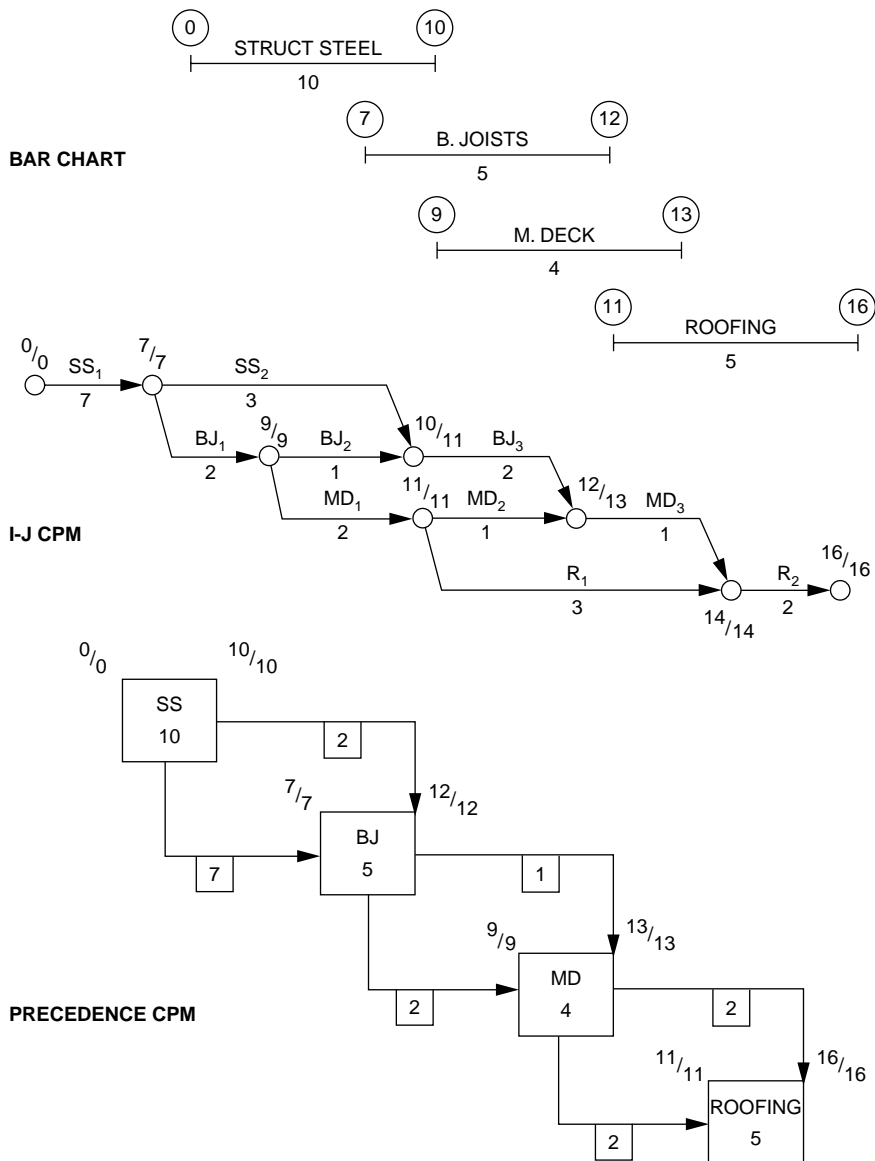 0 10
STRUCT STEEL
10
7 12
B. JOISTS
BAR CHART
5
9 13
M. DECK
4
11 16
ROOFING
5
0/0 SS1 7/7 SS2
7 3
9/9 10/11
BJ1 BJ2 BJ3
2 1 2
11/11 12/13
MD1 MD2 MD3
I-J CPM
2 1 1
16/16
R1 R2
3 2
14/14
0/0 10/10
SS
10 2
7/7 12/12
BJ
7 5 1
9/9 13/13
MD
2 4 2
PRECEDENCE CPM
11/11 16/16
ROOFING
2 5